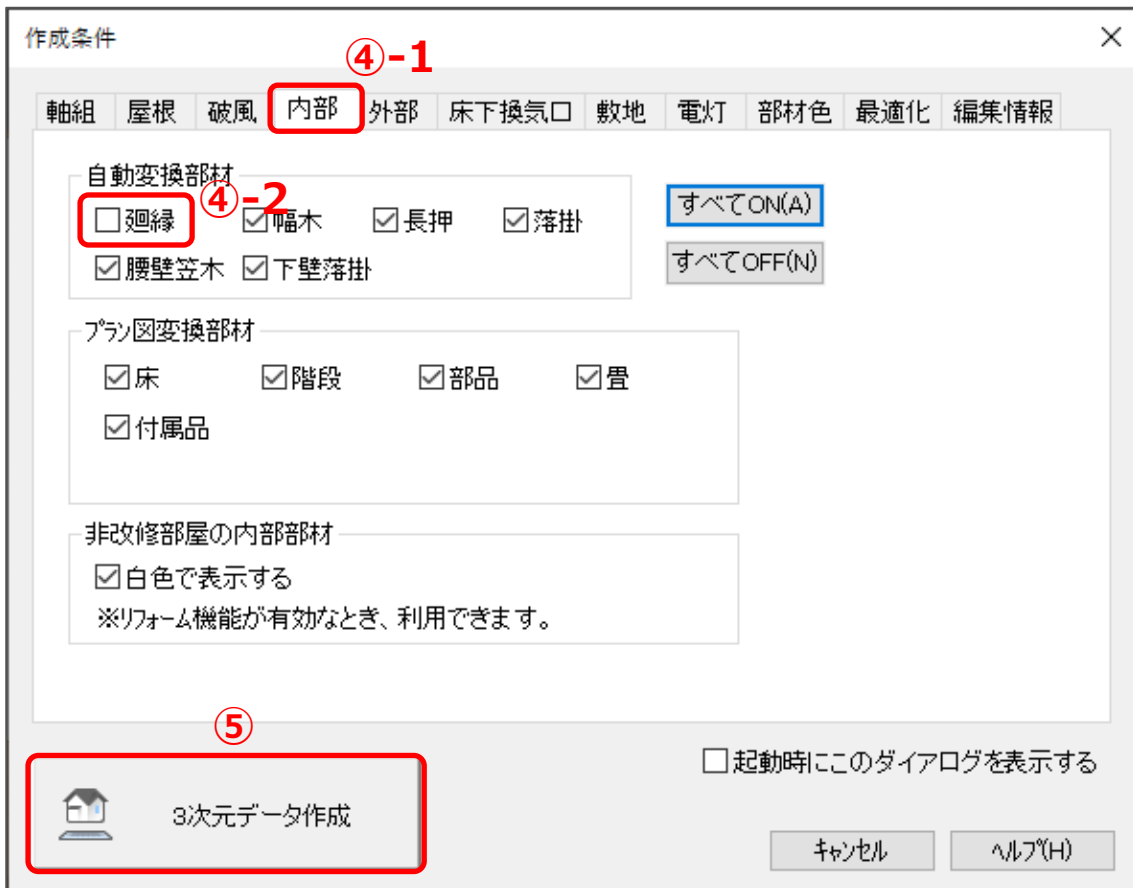 作成条件
④-1
軸組 屋根 破風 内部 外部 床下換気口 敷地 電灯 部材色 最適化 編集情報
自動変換部材
④-2
廻縁 幅木 長押 落掛 すべてON(A)
腰壁笠木 下壁落掛 すべてOFF(N)
プラン図変換部材
床 階段 部品 畳
付属品
非改修部屋の内部部材
白色で表示する
※リフォーム機能が有効なとき、利用できます。
⑤
起動時にこのダイアログを表示する
3次元データ作成
キャンセル ヘルプ(H)